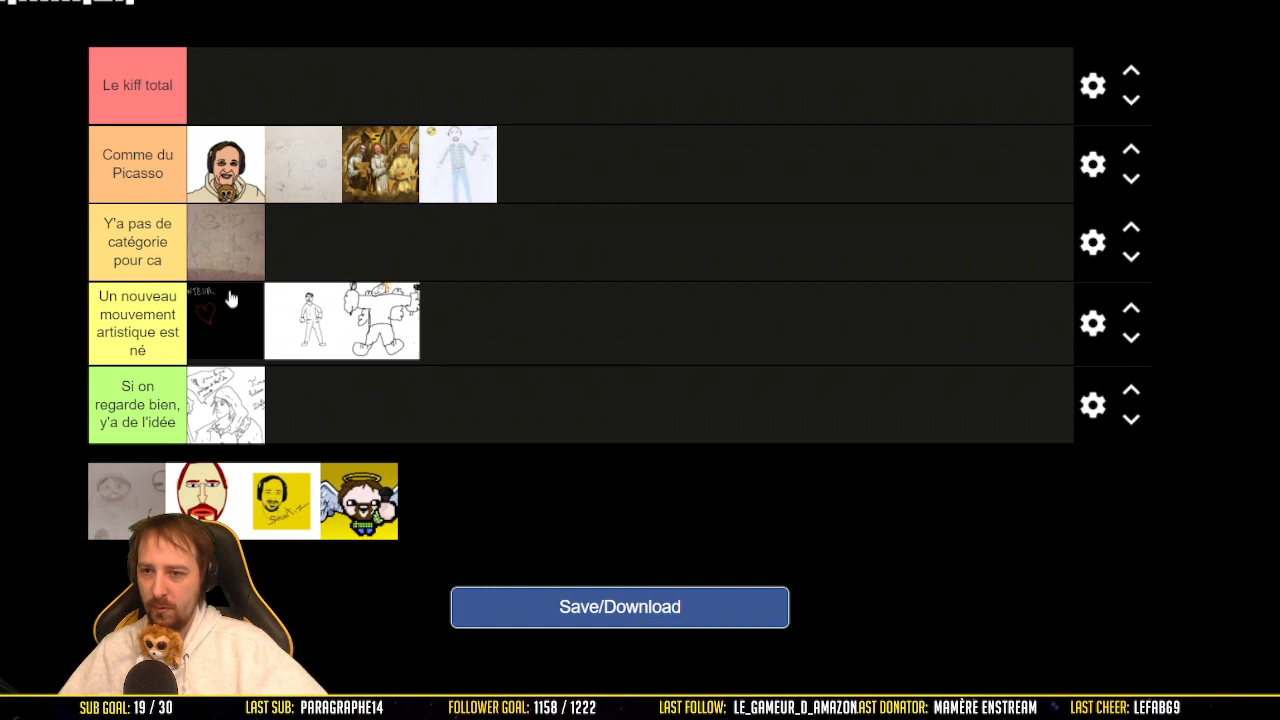 Le kiff total
Comme du
Picasso
Y'a pas de
catégorie
pour ca
Un nouveau
mouvement
artistique est
né
Si on
regarde bien,
y'a de l'idée
Save/Download
SUB GOAL: 19 / 30
LAST SUB: PARAGRAPHE14
FOLLOWER GOAL: 1158 / 1222
LAST FOLLOW: LE_GAMEUR_D_AMAZON
AST DONATOR: MAMÈRE ENSTREAM
LAST CHEER: LEFAB69